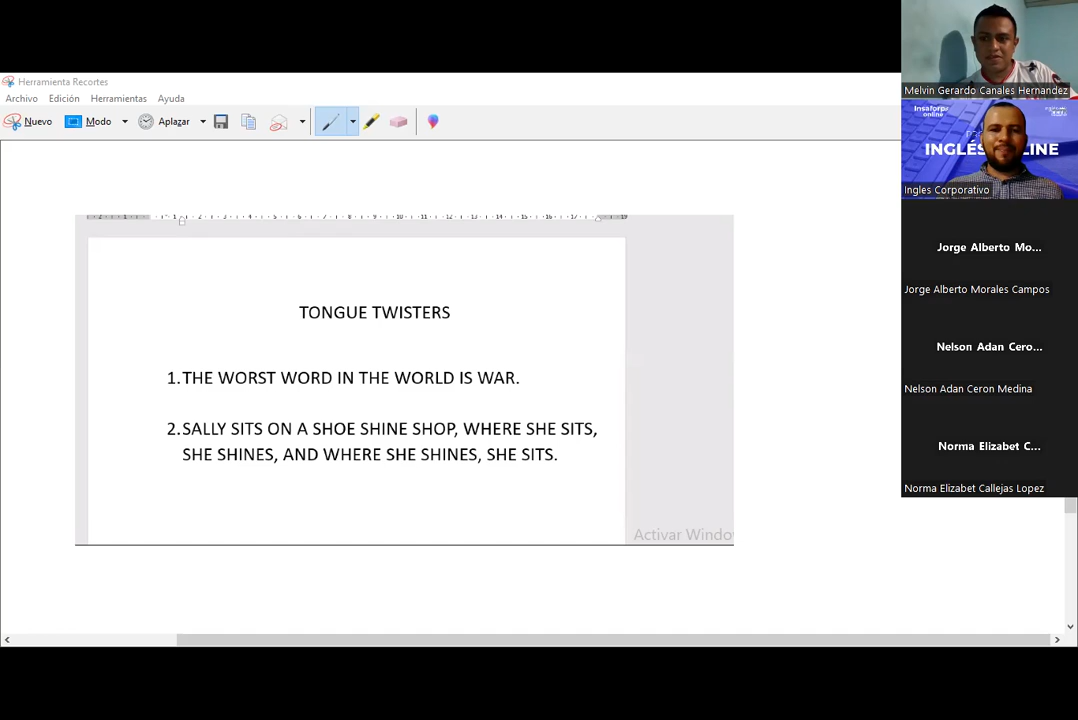 Herramienta Recortes
Archivo Edición Herramientas Ayuda
Nuevo Modo Aplazar
TONGUE TWISTERS
1. THE WORST WORD IN THE WORLD IS WAR.
2. SALLY SITS ON A SHOE SHINE SHOP, WHERE SHE SITS,
SHE SHINES, AND WHERE SHE SHINES, SHE SITS.
Activar Windo
Melvin Gerardo Canales Hernandez
Insaforp
online
INGLÉS LINE
Ingles Corporativo
Jorge Alberto Mo...
Jorge Alberto Morales Campos
Nelson Adan Cero...
Nelson Adan Ceron Medina
Norma Elizabet C...
Norma Elizabet Callejas Lopez